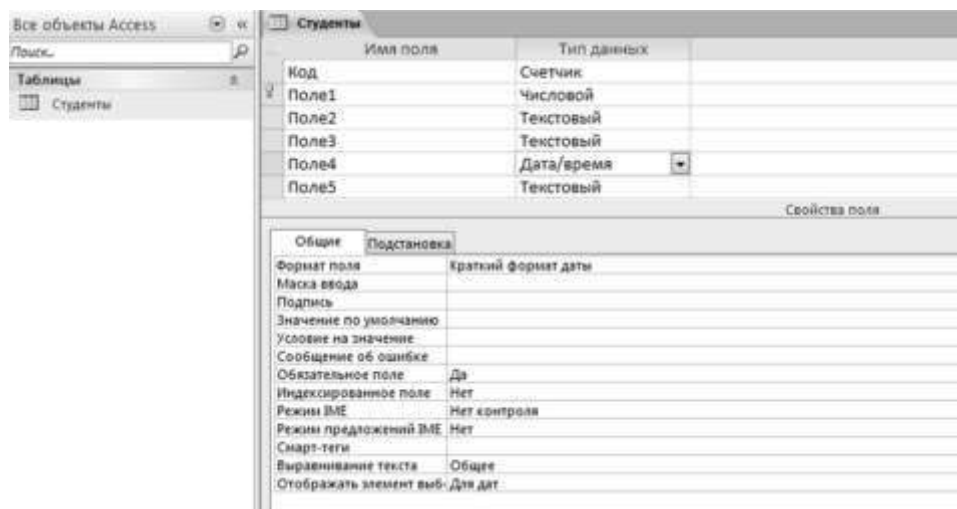 Все объекты Access «
Поиск...
Таблицы
Студенты
Студенты
Имя поля Тип данных
Код Счетчик
Поле1 Числовой
Поле2 Текстовый
Поле3 Текстовый
Поле4 Дата/время
Поле5 Текстовый
Свойства поля
Общие Подстановка
Формат поля Краткий формат даты
Маска ввода
Подпись
Значение по умолчанию
Условие на значение
Сообщение об ошибке
Обязательное поле Да
Индексированное поле Нет
Режим IME Нет контроля
Режим предложений IME Нет
Смарт-теги
Выравнивание текста Общее
Отображать элемент выб Для дат